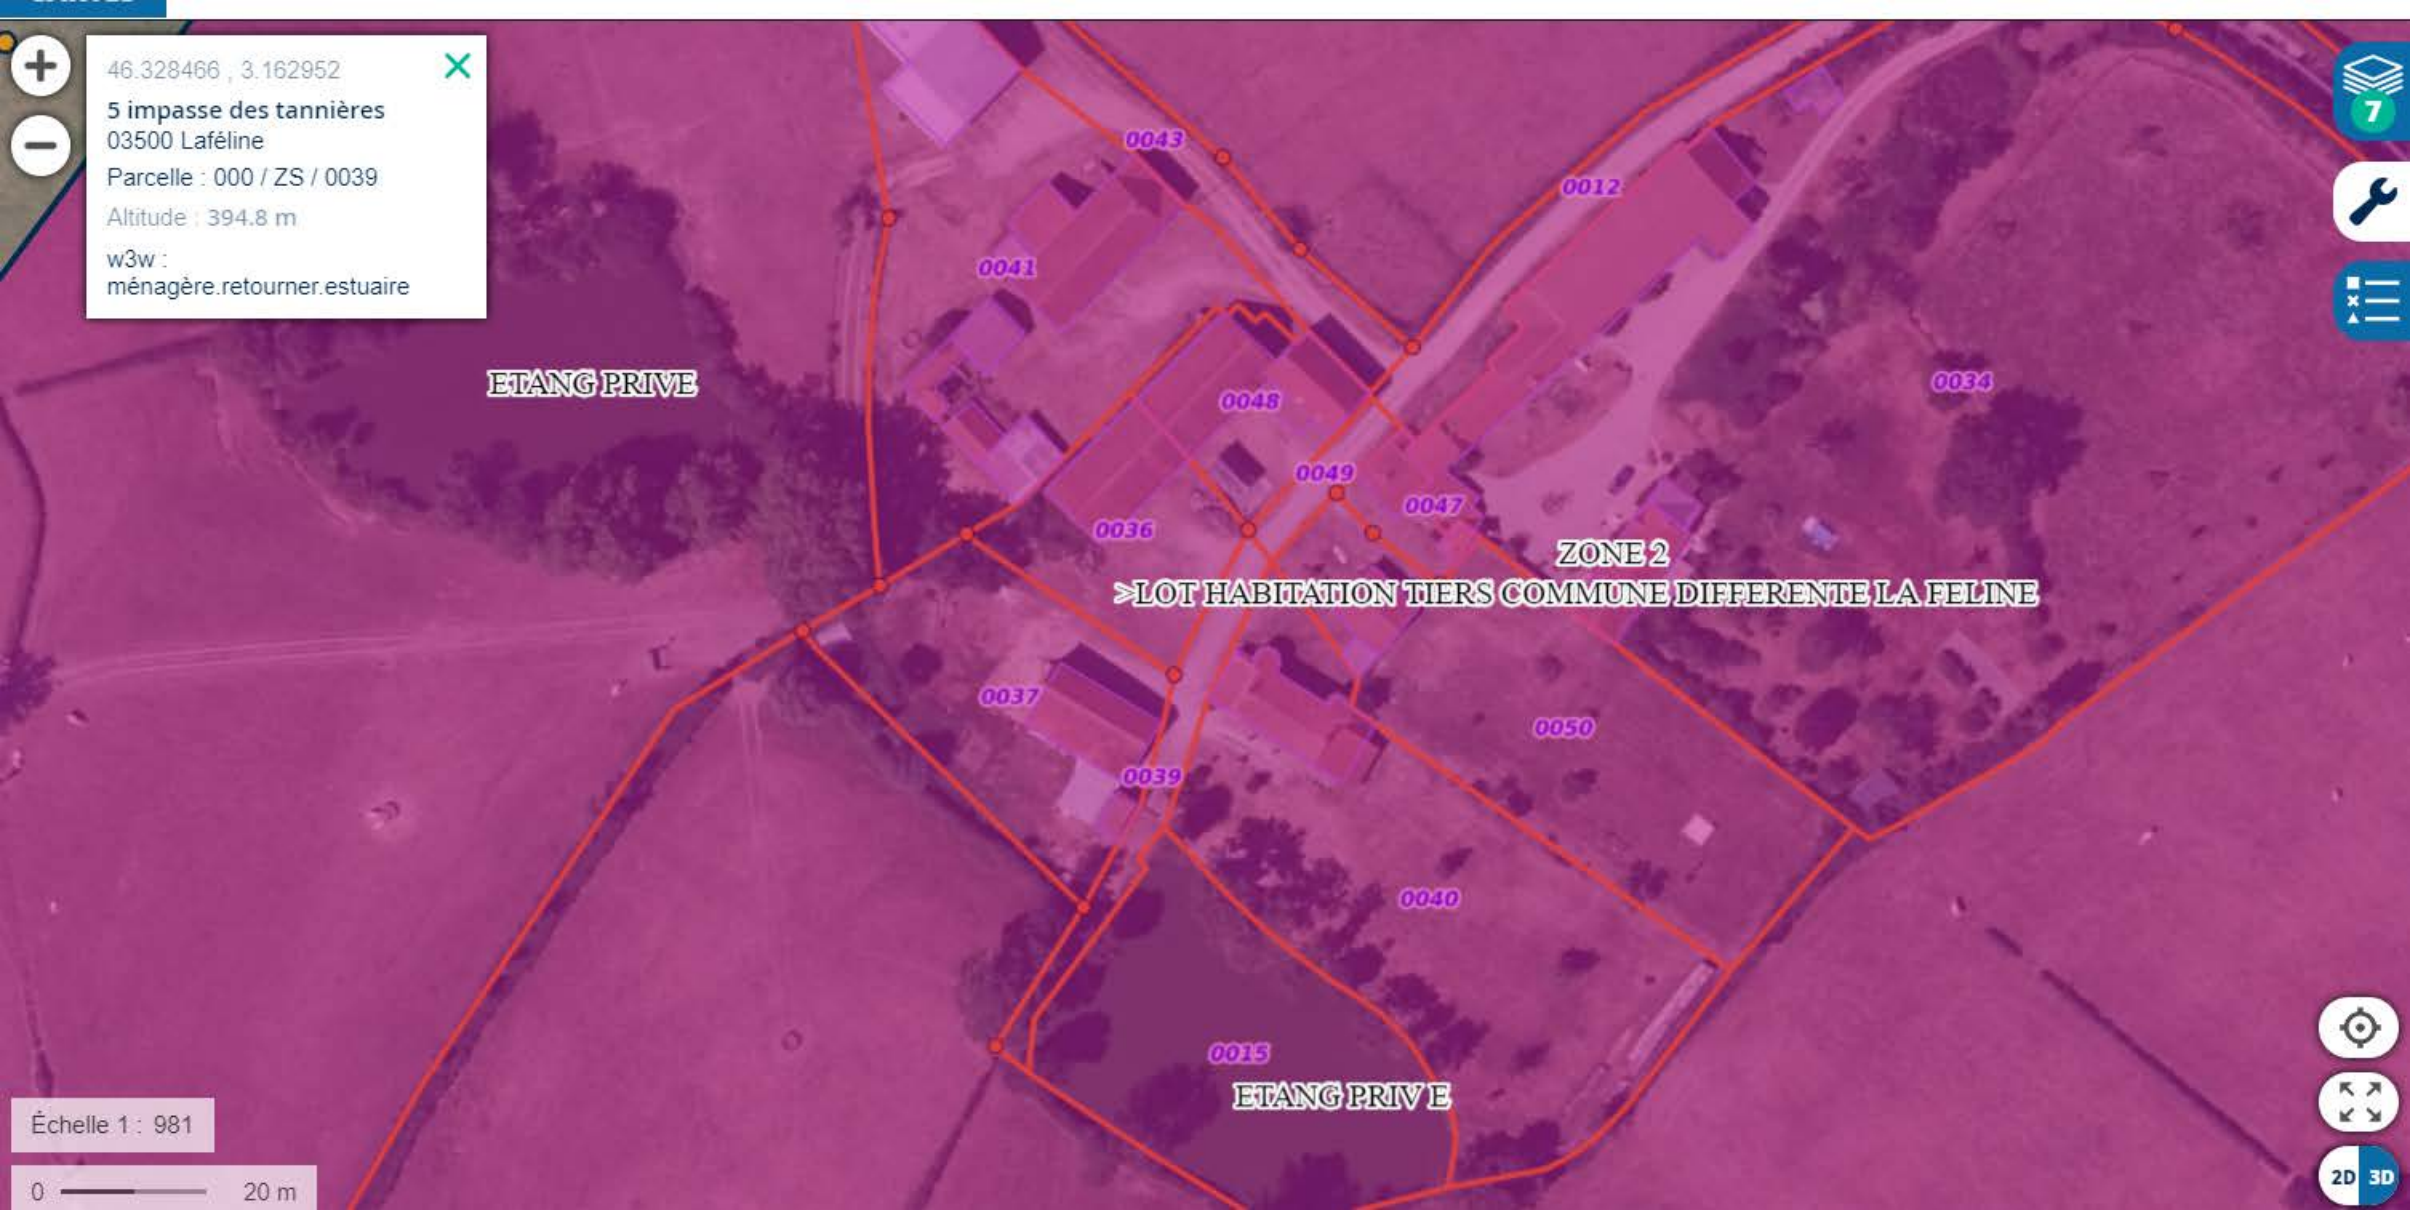 46.328466 , 3.162952
5 impasse des tannières
03500 Laféline
Parcelle : 000 / ZS / 0039
Altitude : 394.8 m
w3w :
ménagère.retourner.estuaire
7
0043
0012
0041
ETANG PRIVE
0034
0048
0049
0047
0036
ZONE 2
>LOT HABITATION TIERS COMMUNE DIFFERENTE LA FELINE
0037
0050
0039
0040
0015
ETANG PRIV E
Échelle 1 : 981
0 20 m
2D 3D